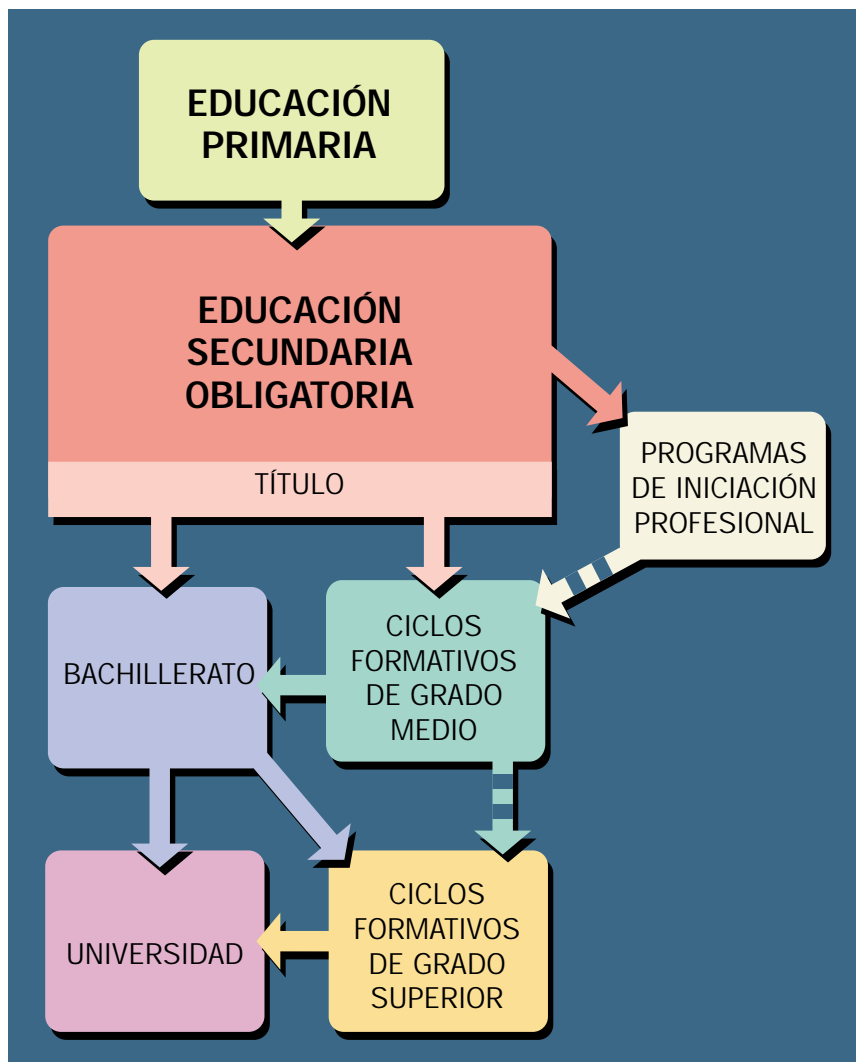 EDUCACIÓN
PRIMARIA
EDUCACIÓN
SECUNDARIA
OBLIGATORIA
TÍTULO
PROGRAMAS
DE INICIACIÓN
PROFESIONAL
BACHILLERATO
CICLOS
FORMATIVOS
DE GRADO
MEDIO
UNIVERSIDAD
CICLOS
FORMATIVOS
DE GRADO
SUPERIOR